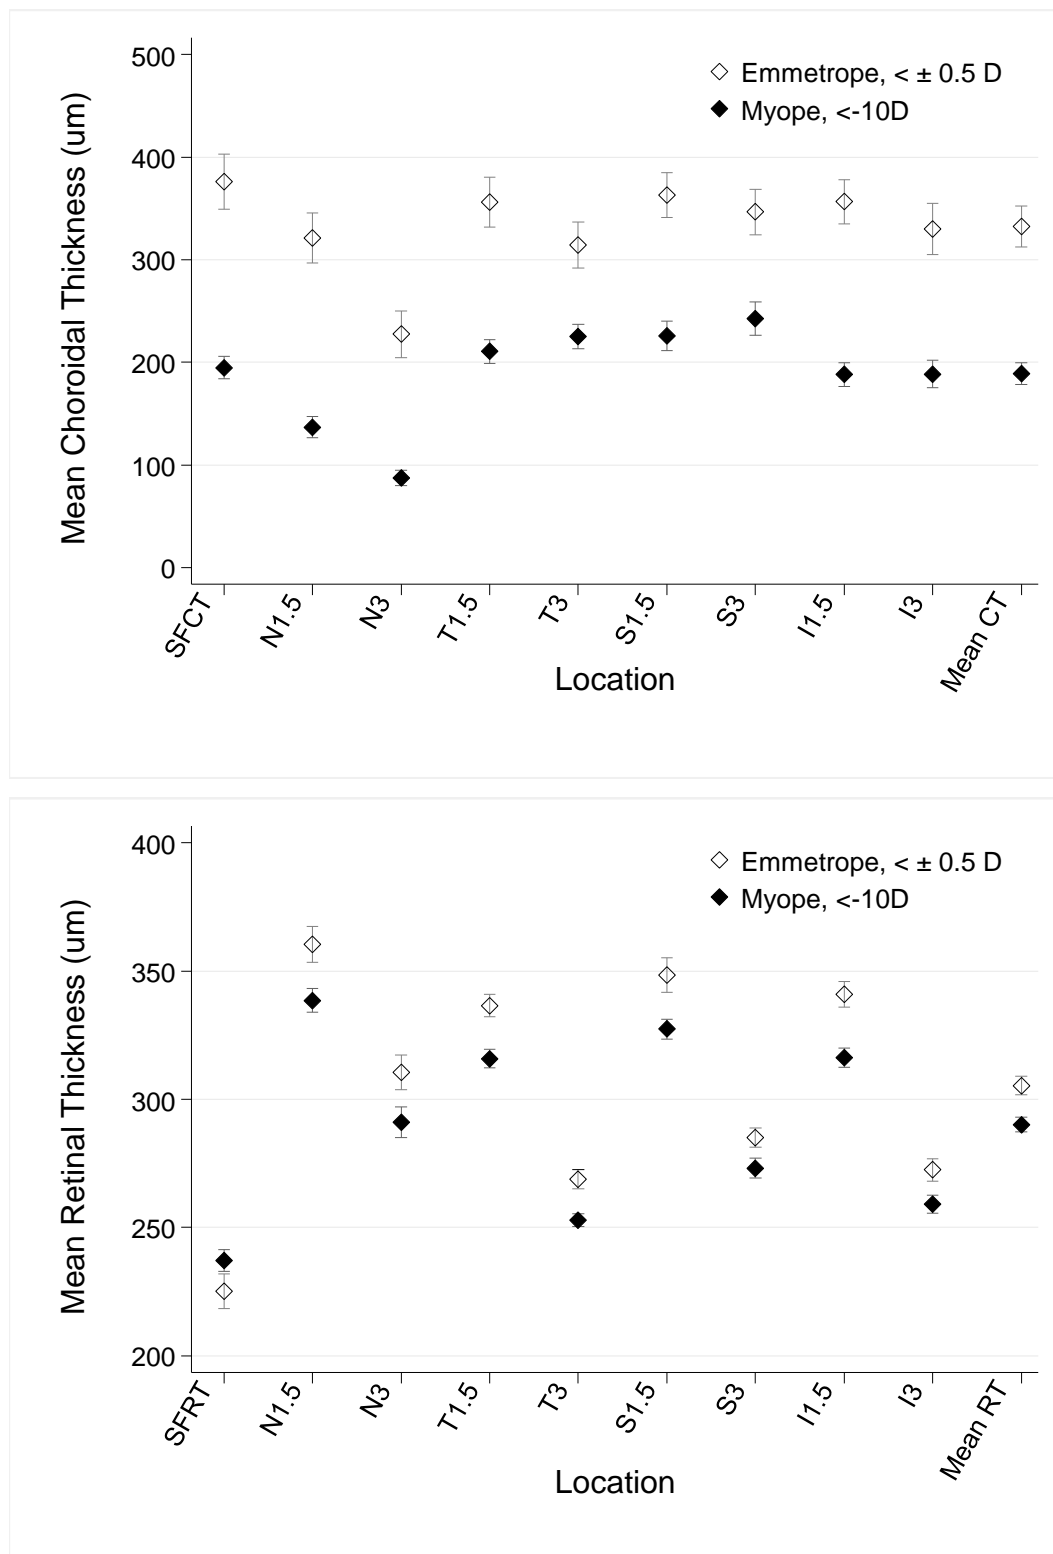 500
Emmetrope, < ± 0.5 D
Myope, <-10D
400
300
200
100
0
Mean Choroidal Thickness (um)
SFCT
N1.5
N3
T1.5
T3
S1.5
S3
I1.5
I3
Mean CT
Location
400
Emmetrope, < ± 0.5 D
Myope, <-10D
350
300
250
200
Mean Retinal Thickness (um)
SFRT
N1.5
N3
T1.5
T3
S1.5
S3
I1.5
I3
Mean RT
Location